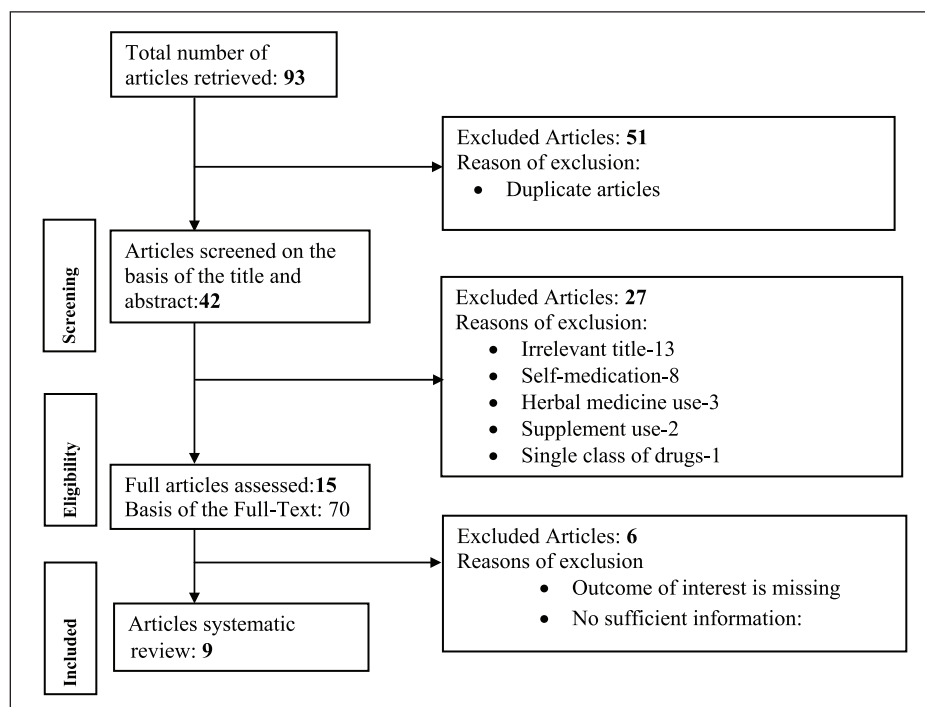 Total number of
articles retrieved: 93
Excluded Articles: 51
Reason of exclusion:
• Duplicate articles
Screening
Articles screened on the
basis of the title and
abstract:42
Excluded Articles: 27
Reasons of exclusion:
• Irrelevant title-13
• Self-medication-8
• Herbal medicine use-3
• Supplement use-2
• Single class of drugs-1
Eligibility
Full articles assessed:15
Basis of the Full-Text: 70
Excluded Articles: 6
Reasons of exclusion
• Outcome of interest is missing
• No sufficient information:
Included
Articles systematic
review: 9